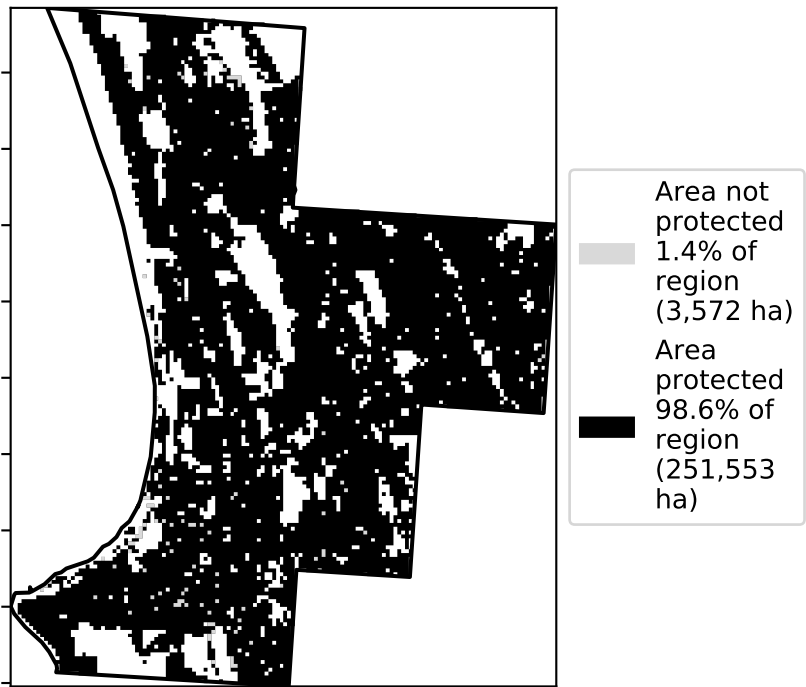 Area not
protected
1.4% of
region
(3,572 ha)
Area
protected
98.6% of
region
(251,553
ha)